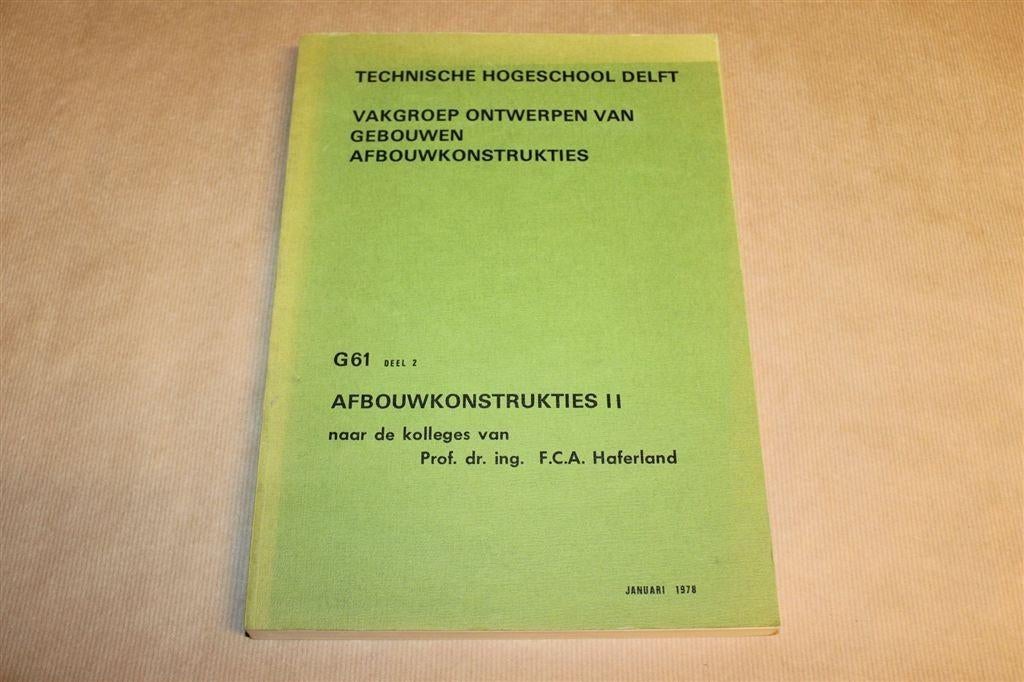 TECHNISCHE HOGESCHOOL DELFT
VAKGROEP ONTWERPEN VAN
GEBOUWEN
AFBOUWKONSTRUKTIES
G61 DEEL 2
AFBOUWKONSTRUKTIES II
naar de kolleges van
Prof. dr. ing. F.C.A. Haferland
JANUARI 1978